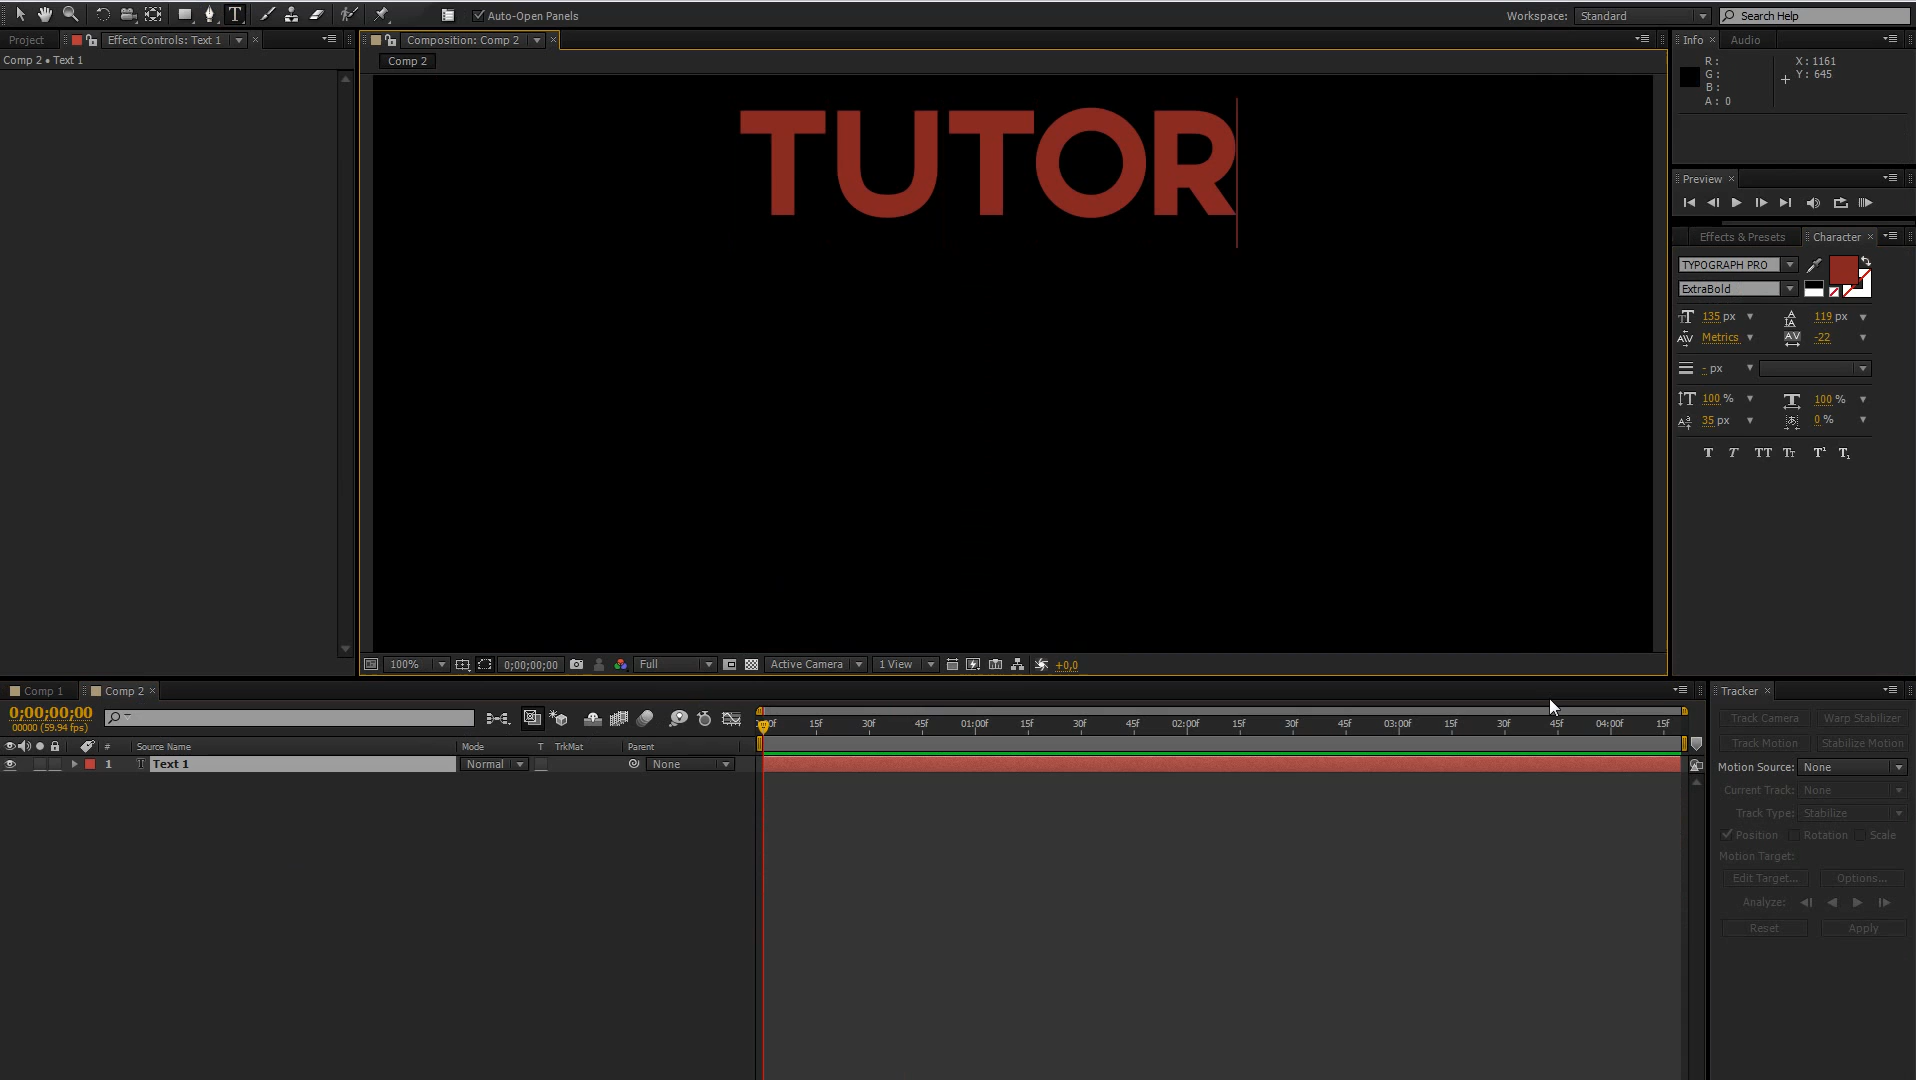 Auto-Open Panels
Workspace: Standard
Search Help
Project
Effect Controls: Text 1
Composition: Comp 2
Info
Audio
Comp 2 • Text 1
Comp 2
R :
G :
B :
A : 0
X : 1161
Y : 645
TUTOR
Preview
Effects & Presets
Character
TYPOGRAPH PRO
ExtraBold
135 px
119 px
Metrics
-22
- px
100 %
100 %
35 px
0 %
T T TT Tт T¹ T₁
100%
0;00;00;00
Full
Active Camera
1 View
+0,0
Comp 1
Comp 2
Tracker
0;00;00;00
00000 (59.94 fps)
15f 30f 45f 01:00f 15f 30f 45f 02:00f 15f 30f 45f 03:00f 15f 30f 45f 04:00f 15f
# Source Name Mode T TrkMat Parent
1 Text 1 Normal None
Track Camera Warp Stabilizer
Track Motion Stabilize Motion
Motion Source: None
Current Track: None
Track Type: Stabilize
Position Rotation Scale
Motion Target:
Edit Target... Options...
Analyze:
Reset Apply